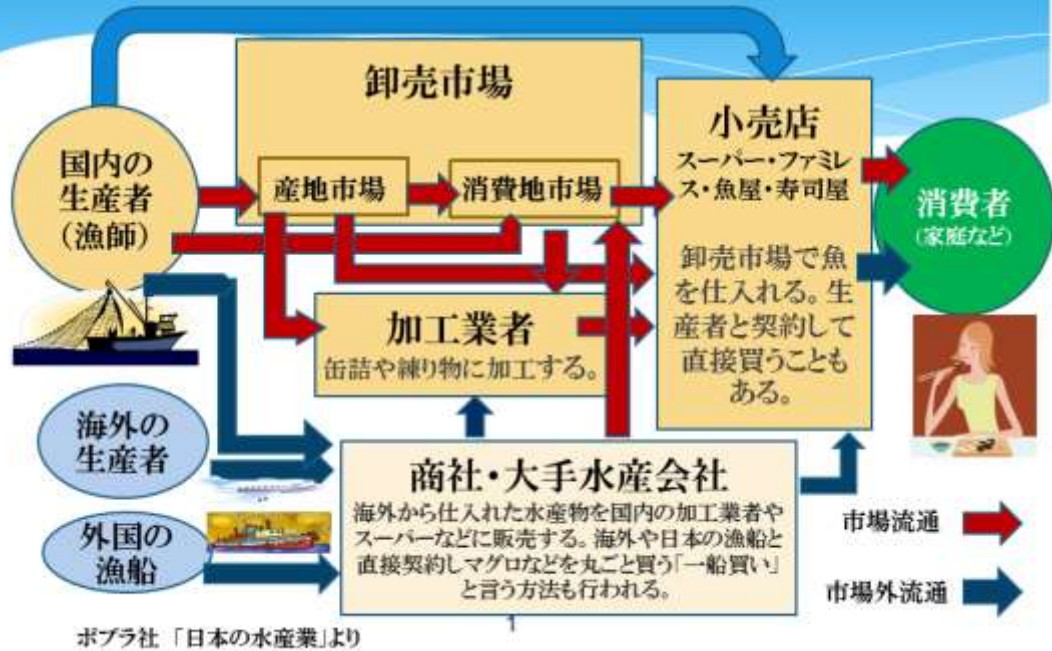 卸売市場
産地市場
消費地市場
国内の
生産者
（漁師）
小売店
スーパー・ファミレ
ス・魚屋・寿司屋
卸売市場で魚
を仕入れる。生
産者と契約して
直接買うことも
ある。
消費者
(家庭など)
加工業者
缶詰や練り物に加工する。
海外の
生産者
外国の
漁船
商社・大手水産会社
海外から仕入れた水産物を国内の加工業者や
スーパーなどに販売する。海外や日本の漁船と
直接契約しマグロなどを丸ごと買う「一船買い」
と言う方法も行われる。
1
市場流通
市場外流通
ポプラ社 「日本の水産業」より